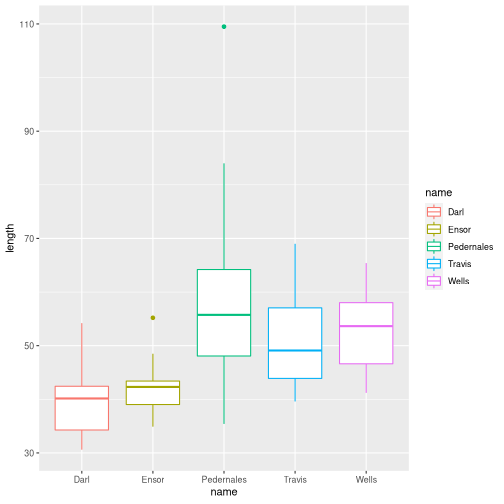 110
90
70
50
30
length
Darl Ensor Pedernales Travis Wells
name
name
Darl
Ensor
Pedernales
Travis
Wells